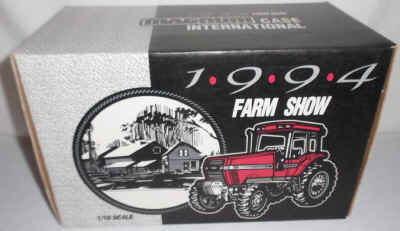 CASE
INTERNATIONAL
1•9•9•4
FARM SHOW
1/16 SCALE